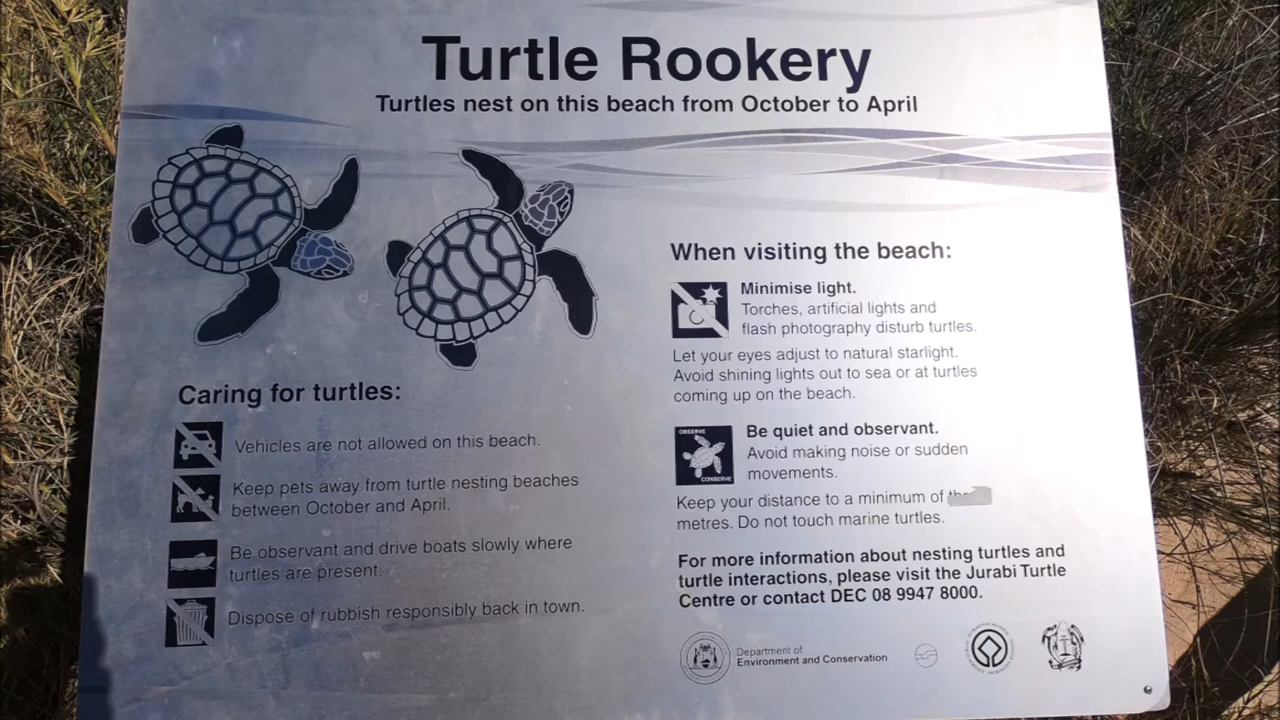 Turtle Rookery
Turtles nest on this beach from October to April
Caring for turtles:
Vehicles are not allowed on this beach.
Keep pets away from turtle nesting beaches
between October and April.
Be observant and drive boats slowly where
turtles are present.
Dispose of rubbish responsibly back in town.
When visiting the beach:
Minimise light.
Torches, artificial lights and
flash photography disturb turtles.
Let your eyes adjust to natural starlight.
Avoid shining lights out to sea or at turtles
coming up on the beach.
OBSERVE
CONSERVE
Be quiet and observant.
Avoid making noise or sudden
movements.
Keep your distance to a minimum of
metres. Do not touch marine turtles.
For more information about nesting turtles and
turtle interactions, please visit the Jurabi Turtle
Centre or contact DEC 08 9947 8000.
Department of
Environment and Conservation